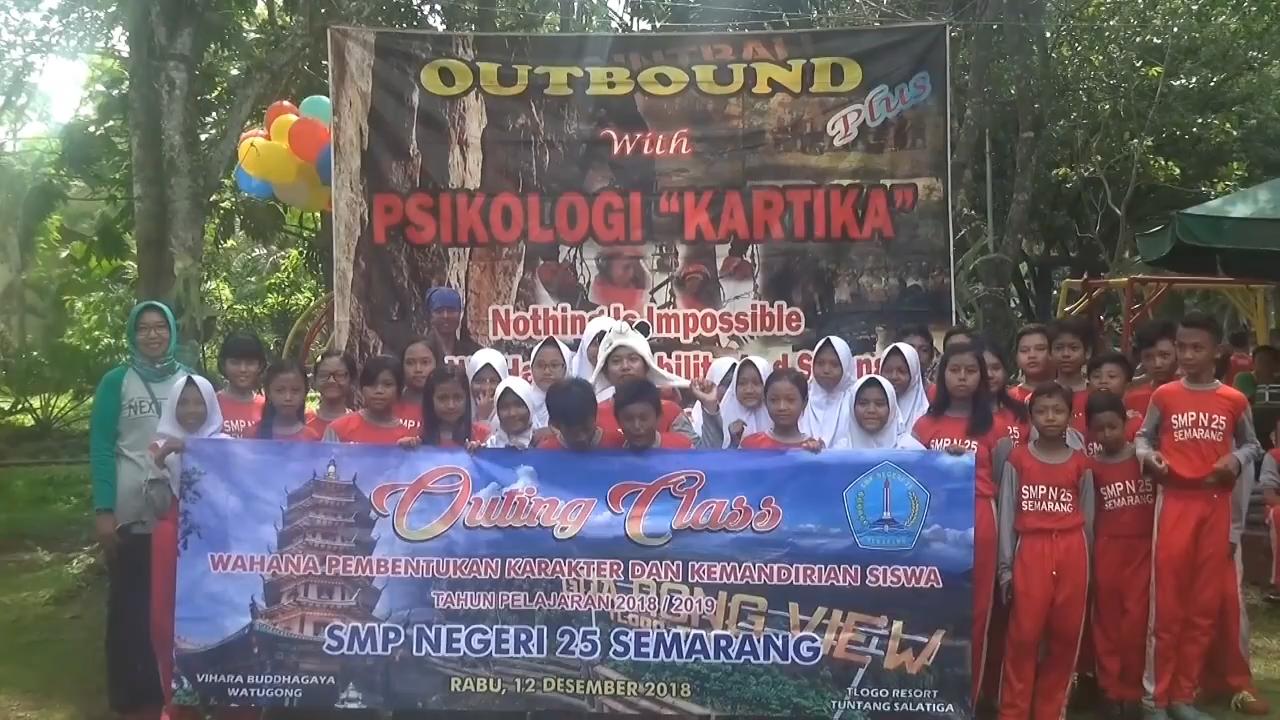 OUTBOUND
Plus
With
PSIKOLOGI “KARTIKA”
Nothing Is Impossible
NEXT
SMP N 25
SEMARANG
SMP N 25
SEMARANG
SMP N 25
SEMARANG
Outing Class
SMP NEGERI 25
WAHANA PEMBENTUKAN KARAKTER DAN KEMANDIRIAN SISWA
TAHUN PELAJARAN 2018 / 2019
SMP NEGERI 25 SEMARANG
VIEW
VIHARA BUDDHAGAYA
WATUGONG
RABU, 12 DESEMBER 2018
TLOGO RESORT
TUNTANG SALATIGA